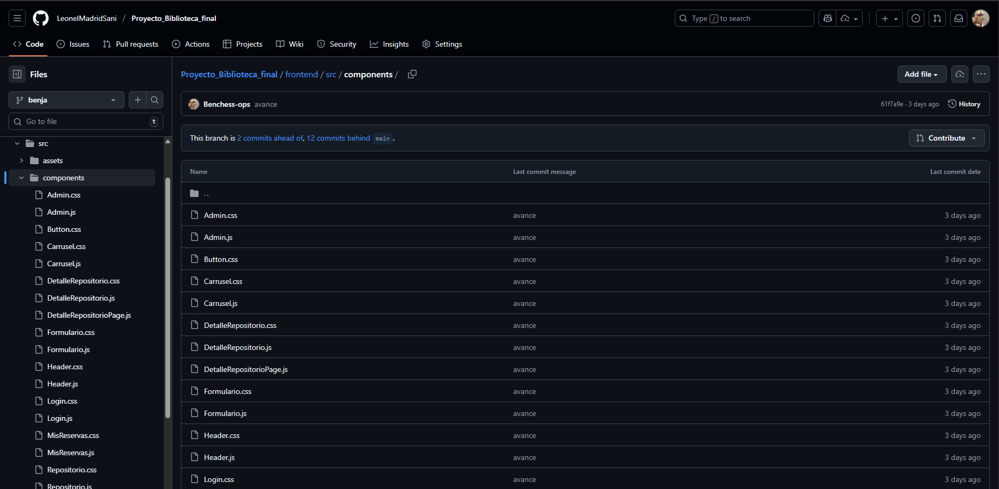 LeonelMadridSani / Proyecto_Biblioteca_final
Type / to search
Code Issues Pull requests Actions Projects Wiki Security Insights Settings
Files
benja
Go to file t
src
assets
components
Admin.css
Admin.js
Button.css
Carrusel.css
Carrusel.js
DetalleRepositorio.css
DetalleRepositorio.js
DetalleRepositorioPage.js
Formulario.css
Formulario.js
Header.css
Header.js
Login.css
Login.js
MisReservas.css
MisReservas.js
Repositorio.css
Repositorio.js
Proyecto_Biblioteca_final / frontend / src / components /
Add file
Benchess-ops avance
61f7a9e · 3 days ago History
This branch is 2 commits ahead of, 12 commits behind main .
Contribute
Name Last commit message Last commit date
..
Admin.css avance 3 days ago
Admin.js avance 3 days ago
Button.css avance 3 days ago
Carrusel.css avance 3 days ago
Carrusel.js avance 3 days ago
DetalleRepositorio.css avance 3 days ago
DetalleRepositorio.js avance 3 days ago
DetalleRepositorioPage.js avance 3 days ago
Formulario.css avance 3 days ago
Formulario.js avance 3 days ago
Header.css avance 3 days ago
Header.js avance 3 days ago
Login.css avance 3 days ago